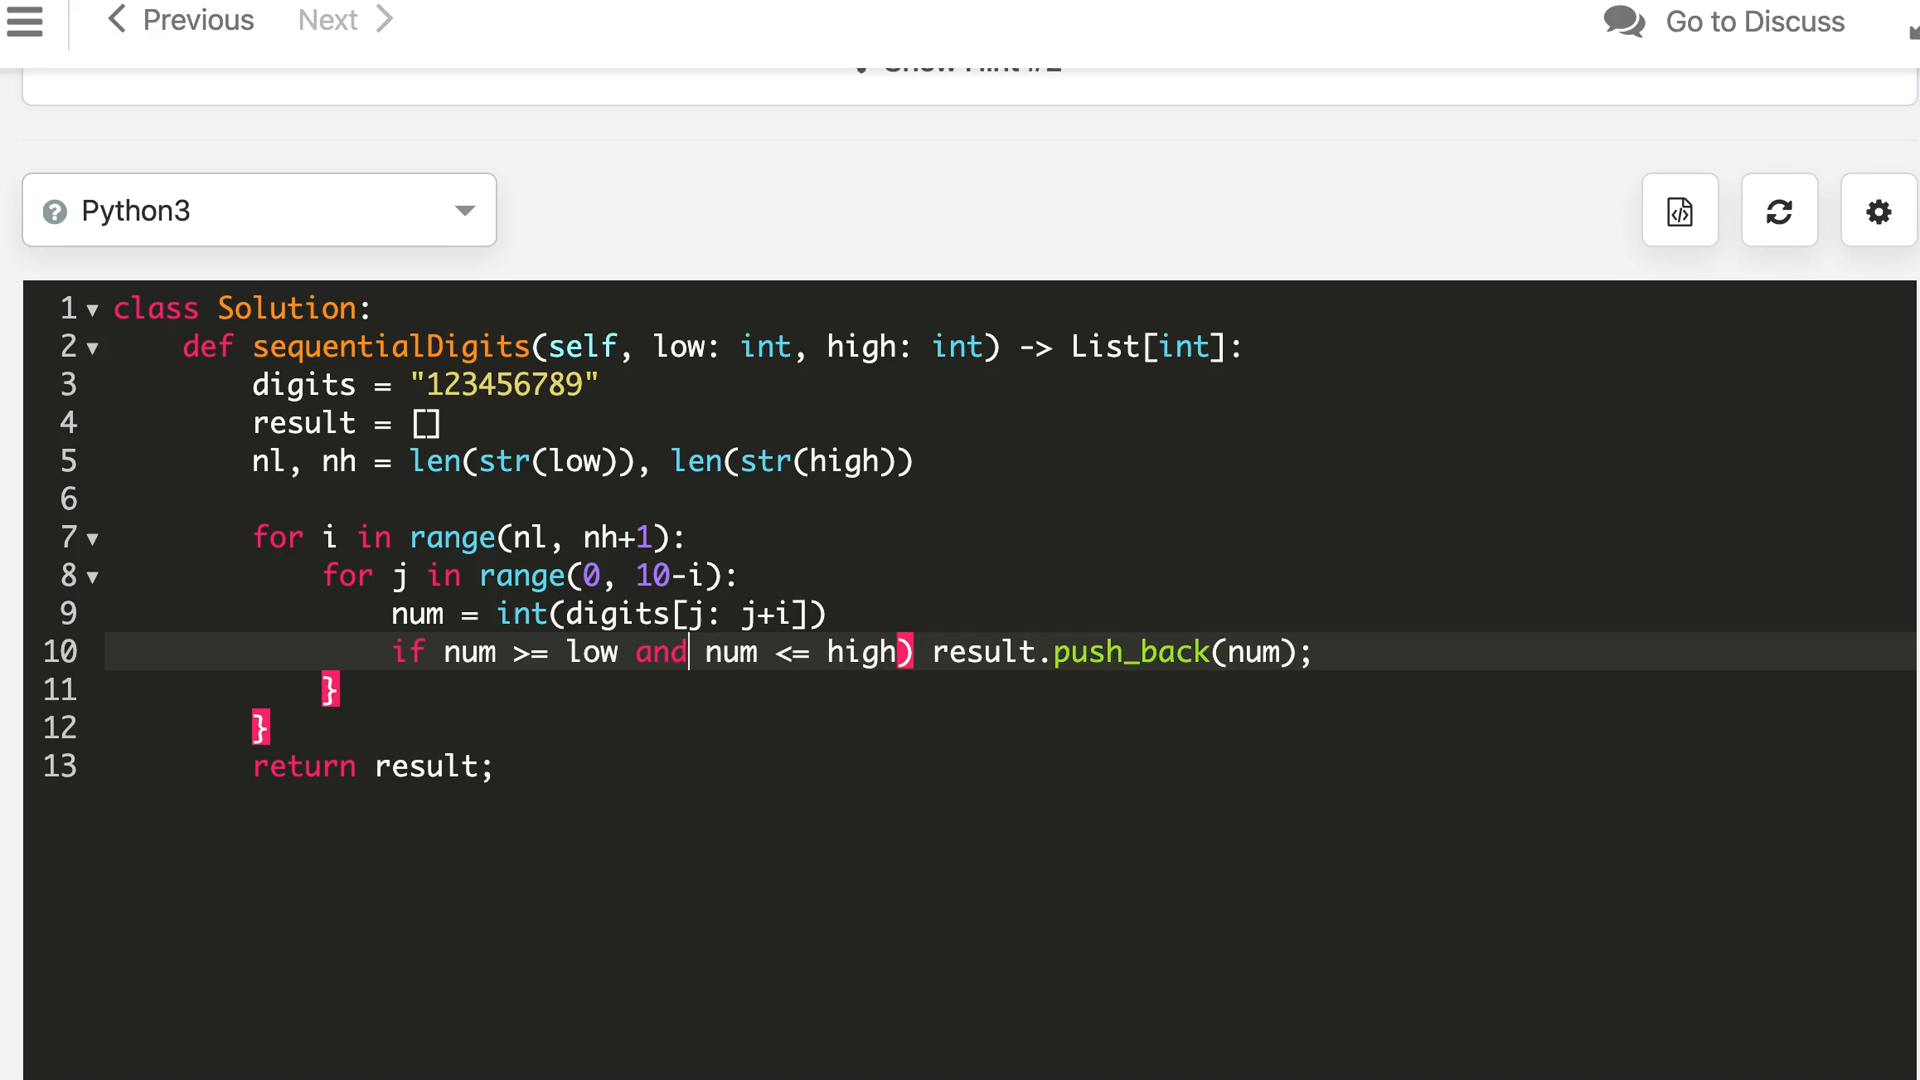 Previous Next Go to Discuss
Show Hint #2
Python3
1 class Solution:
2 def sequentialDigits(self, low: int, high: int) -> List[int]:
3 digits = "123456789"
4 result = []
5 nl, nh = len(str(low)), len(str(high))
6
7 for i in range(nl, nh+1):
8 for j in range(0, 10-i):
9 num = int(digits[j: j+i])
10 if num >= low and num <= high) result.push_back(num);
11 }
12 }
13 return result;